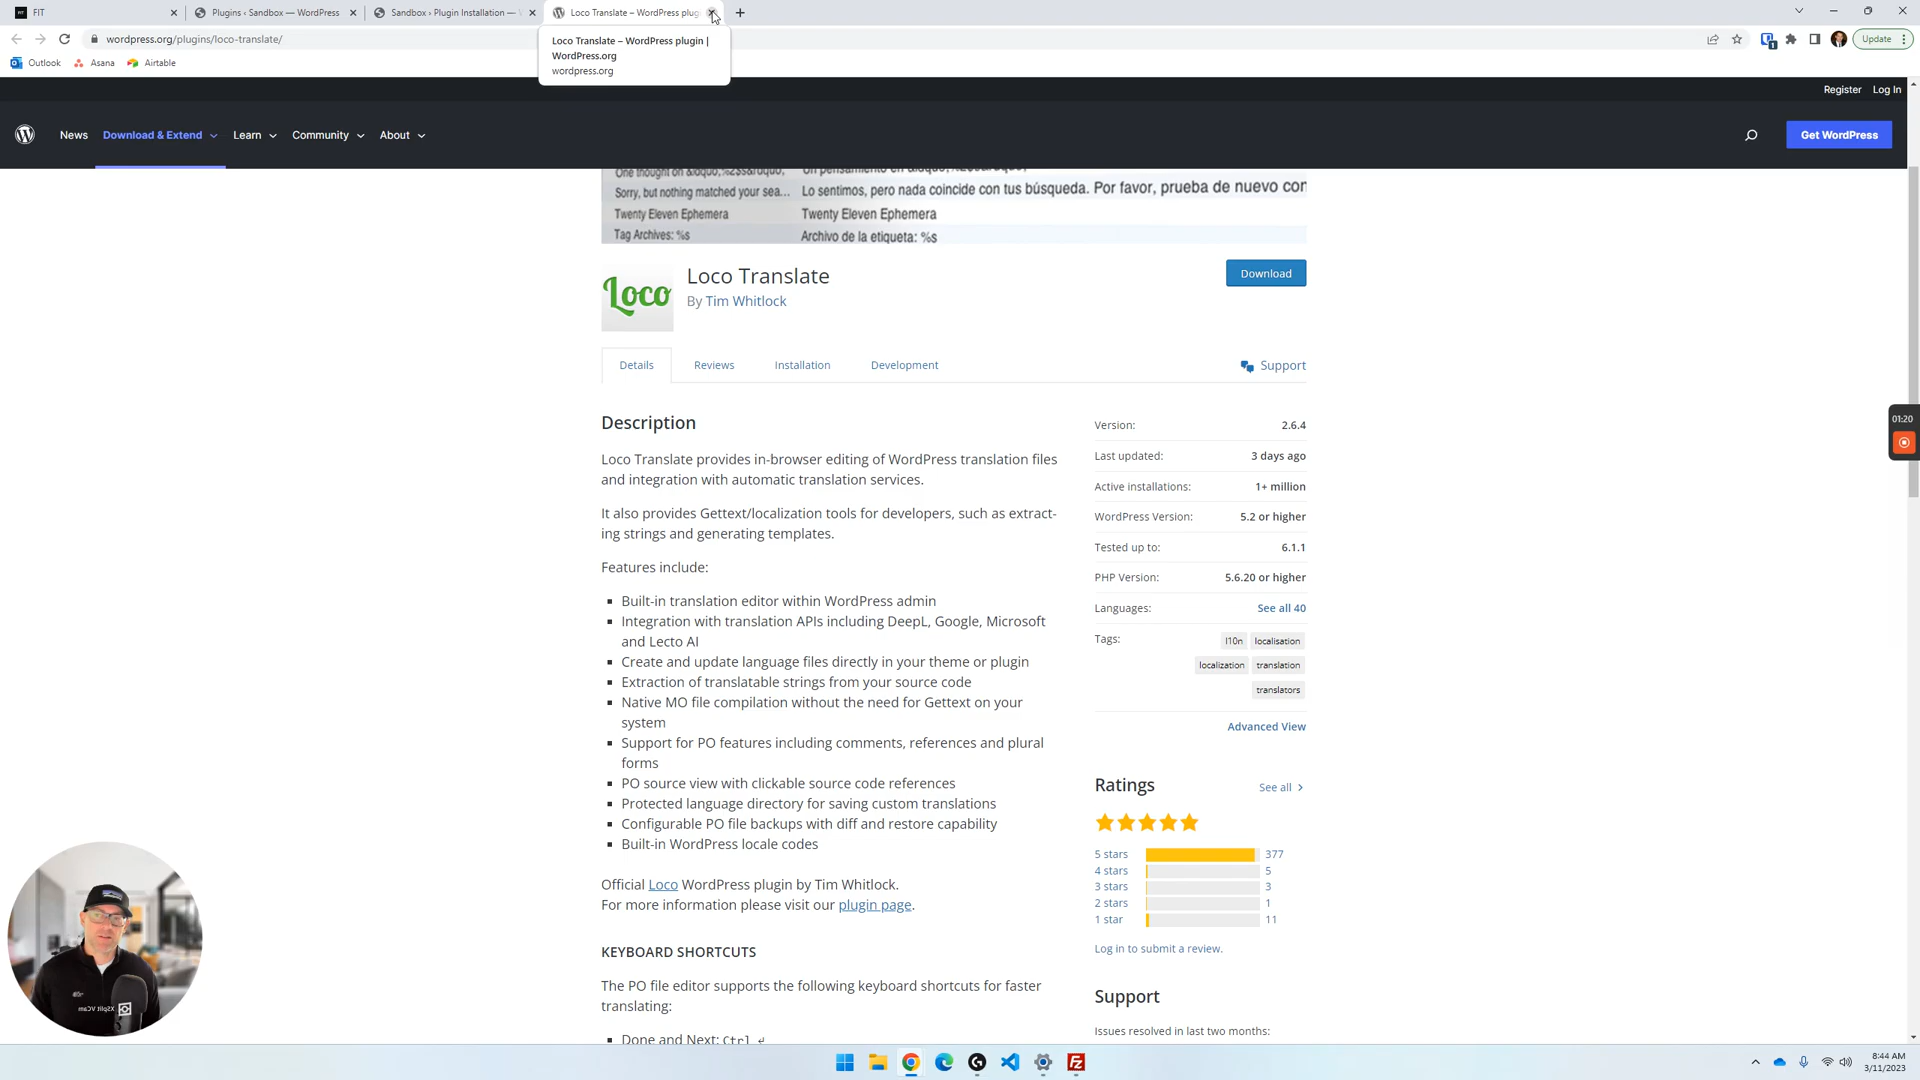 FIT
Plugins ‹ Sandbox — WordPress
Sandbox › Plugin Installation —
Loco Translate – WordPress plug
wordpress.org/plugins/loco-translate/
Update
Outlook
Asana
Airtable
Loco Translate – WordPress plugin |
WordPress.org
wordpress.org
Register
Log In
News
Download & Extend
Learn
Community
About
Get WordPress
One thought on &ldquo;%2$s&rdquo;
Sorry, but nothing matched your sea...
Lo sentimos, pero nada coincide con tus búsqueda. Por favor, prueba de nuevo con
Twenty Eleven Ephemera
Twenty Eleven Ephemera
Tag Archives: %s
Archivo de la etiqueta: %s
Loco
Loco Translate
By Tim Whitlock
Download
Details
Reviews
Installation
Development
Support
Description
Loco Translate provides in-browser editing of WordPress translation files
and integration with automatic translation services.
It also provides Gettext/localization tools for developers, such as extract-
ing strings and generating templates.
Features include:
Built-in translation editor within WordPress admin
Integration with translation APIs including DeepL, Google, Microsoft
and Lecto AI
Create and update language files directly in your theme or plugin
Extraction of translatable strings from your source code
Native MO file compilation without the need for Gettext on your
system
Support for PO features including comments, references and plural
forms
PO source view with clickable source code references
Protected language directory for saving custom translations
Configurable PO file backups with diff and restore capability
Built-in WordPress locale codes
Official Loco WordPress plugin by Tim Whitlock.
For more information please visit our plugin page.
KEYBOARD SHORTCUTS
The PO file editor supports the following keyboard shortcuts for faster
translating:
Done and Next: Ctrl ↵
Version: 2.6.4
Last updated: 3 days ago
Active installations: 1+ million
WordPress Version: 5.2 or higher
Tested up to: 6.1.1
PHP Version: 5.6.20 or higher
Languages: See all 40
Tags: l10n localisation
localization translation
translators
Advanced View
Ratings
See all
5 stars 377
4 stars 5
3 stars 3
2 stars 1
1 star 11
Log in to submit a review.
Support
Issues resolved in last two months:
01:20
XSplit VCam
8:44 AM
3/11/2023